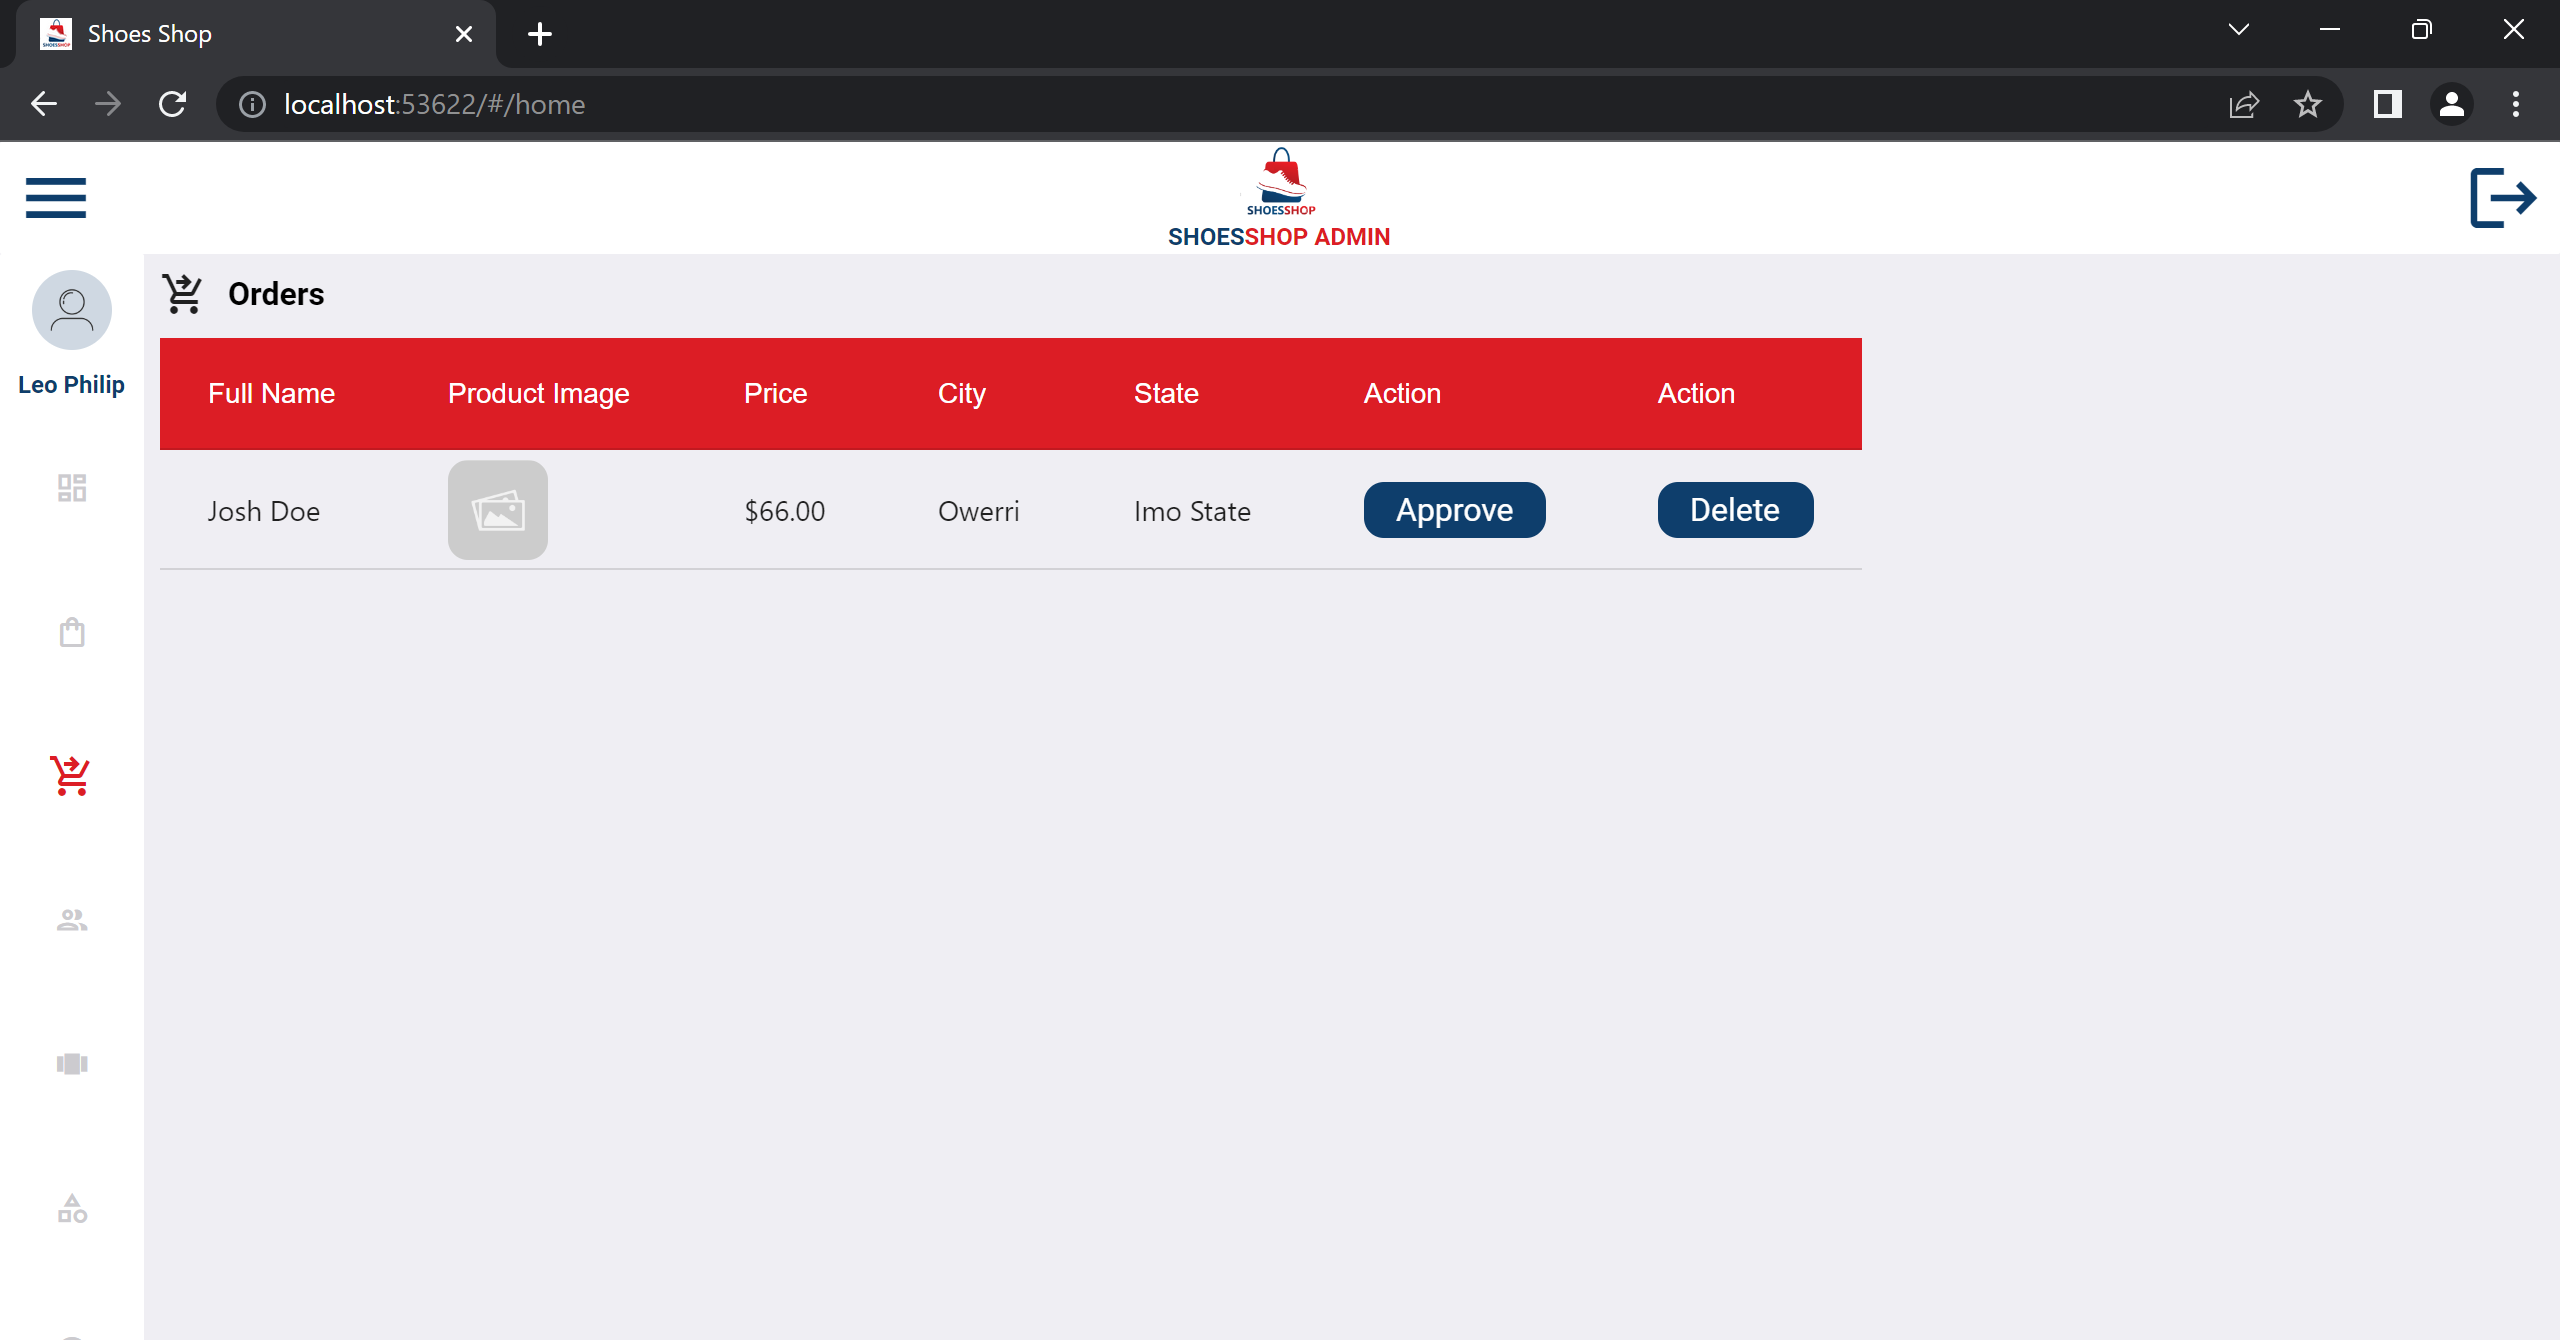 Shoes Shop
localhost:53622/#/home
SHOESSHOP
SHOESSHOP ADMIN
Leo Philip
Orders
Full Name Product Image Price City State Action Action
Josh Doe $66.00 Owerri Imo State Approve Delete